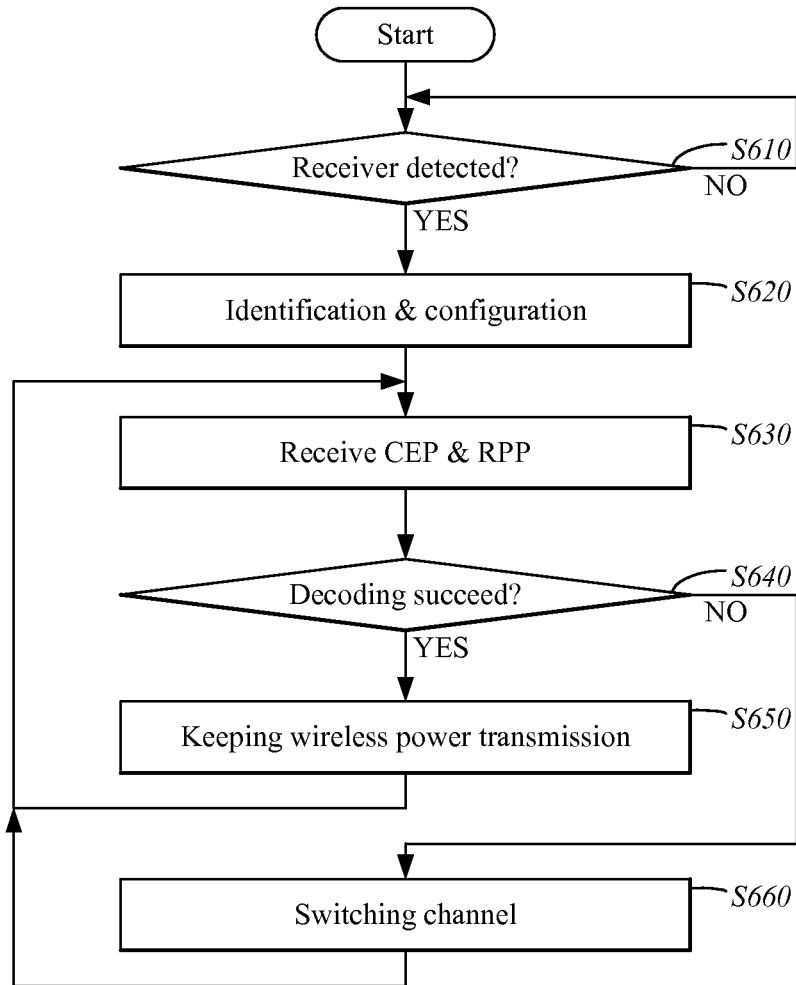 Start
Receiver detected?
S610
NO
YES
Identification & configuration
S620
Receive CEP & RPP
S630
Decoding succeed?
S640
NO
YES
Keeping wireless power transmission
S650
Switching channel
S660